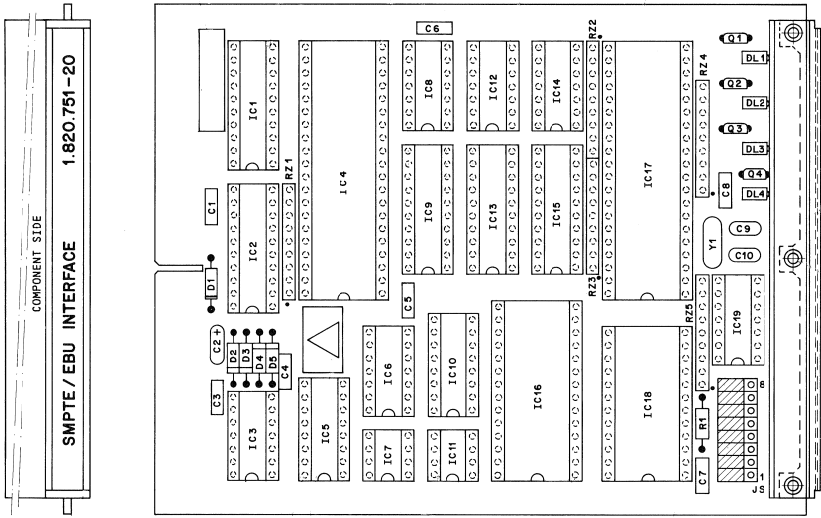 COMPONENT SIDE
SMPTE / EBU INTERFACE 1.820.751-20
C6
RZ2
Q1
DL1
IC1
IC4
IC8
IC12
IC14
IC17
RZ4
Q2
DL2
Q3
DL3
RZ1
C1
IC2
IC9
IC13
IC15
C8
Q4
DL4
Y1
C9
C10
D1
C5
RZ3
RZ5
IC19
C2 +
D2
D3
D4
D5
C4
C3
IC3
IC5
IC6
IC10
IC7
IC11
IC16
IC18
R1
C7
8
1
JS